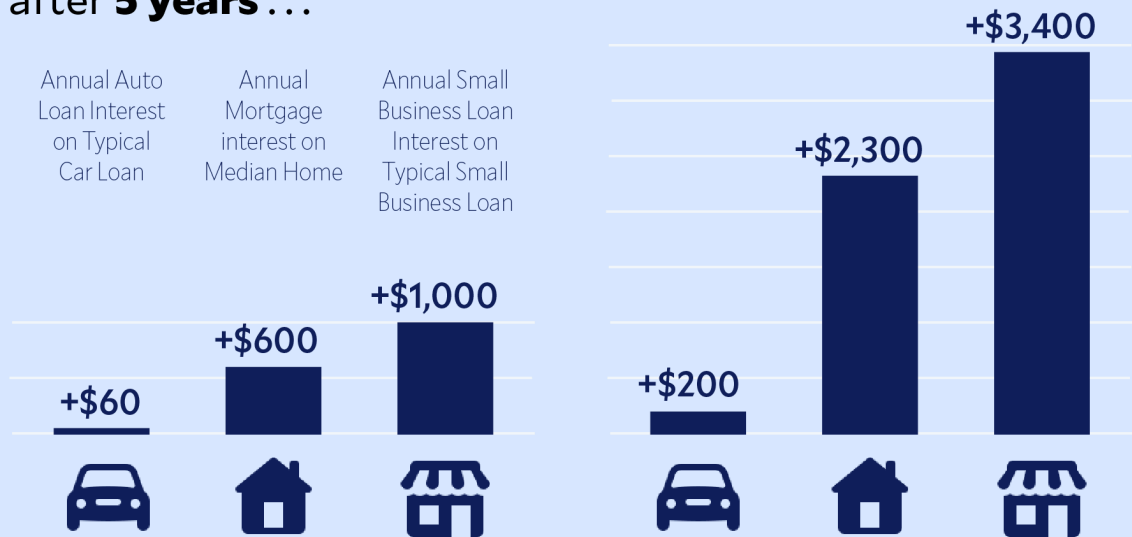 after 5 years...
Annual Auto
Loan Interest
on Typical
Car Loan
Annual
Mortgage
interest on
Median Home
Annual Small
Business Loan
Interest on
Typical Small
Business Loan
+$60
+$600
+$1,000
+$200
+$2,300
+$3,400